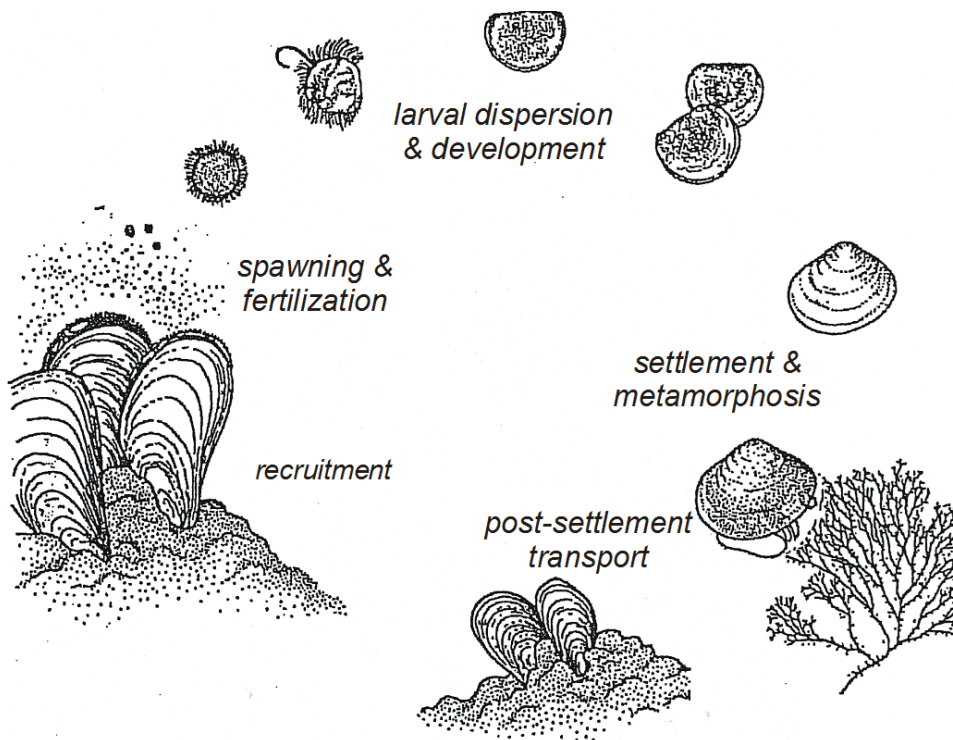 larval dispersion
& development
spawning &
fertilization
settlement &
metamorphosis
recruitment
post-settlement
transport